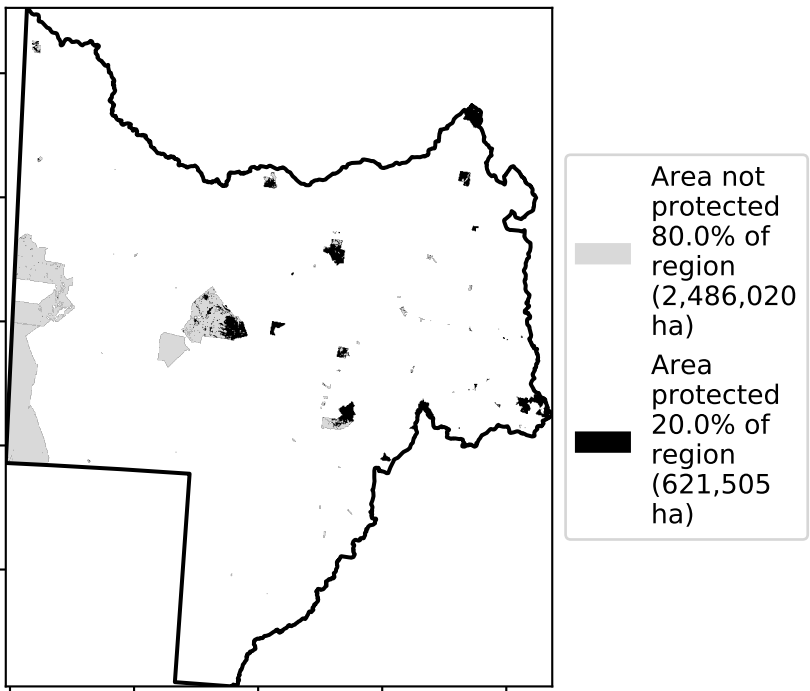 Area not
protected
80.0% of
region
(2,486,020
ha)
Area
protected
20.0% of
region
(621,505
ha)